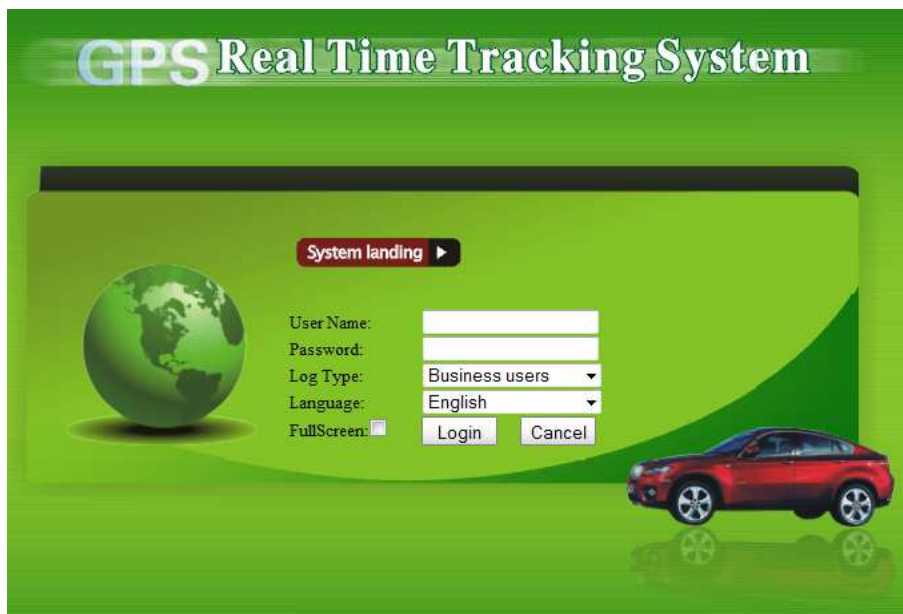 GPS Real Time Tracking System
System landing
User Name:
Password:
Log Type: Business users
Language: English
FullScreen: Login Cancel